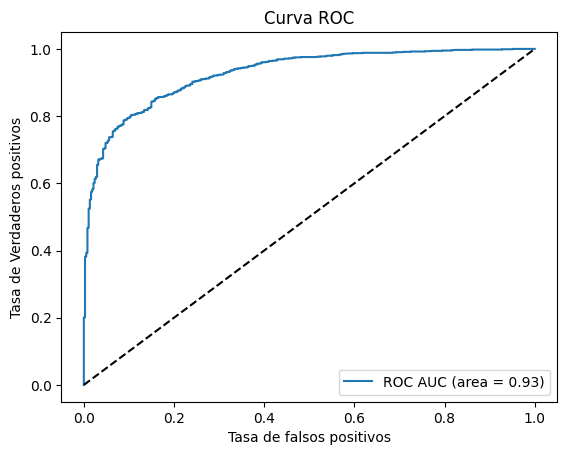 Curva ROC
Tasa de Verdaderos positivos
1.0
0.8
0.6
0.4
0.2
0.0
ROC AUC (area = 0.93)
0.0 0.2 0.4 0.6 0.8 1.0
Tasa de falsos positivos